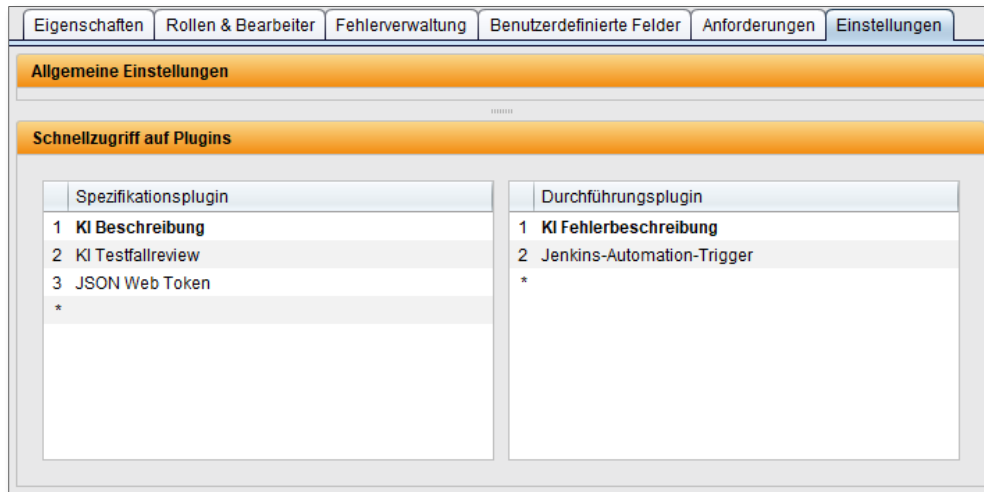 Eigenschaften Rollen & Bearbeiter Fehlerverwaltung Benutzerdefinierte Felder Anforderungen Einstellungen
Allgemeine Einstellungen
Schnellzugriff auf Plugins
Spezifikationsplugin
1 KI Beschreibung
2 KI Testfallreview
3 JSON Web Token
*
Durchführungsplugin
1 KI Fehlerbeschreibung
2 Jenkins-Automation-Trigger
*